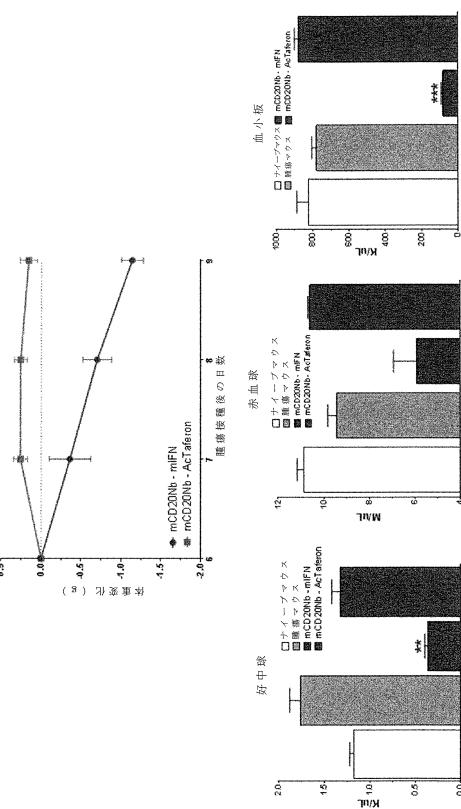 0.5
0.0
-0.5
-1.0
-1.5
-2.0
体重変化 (g)
6
7
8
9
腫瘍接種後の日数
mCD20Nb - mIFN
mCD20Nb - AcTaferon
好中球
2.0
1.5
1.0
0.5
0.0
K/uL
ナイーブマウス
腫瘍マウス
mCD20Nb - mIFN
mCD20Nb - AcTaferon
**
赤血球
12
10
8
6
4
M/uL
ナイーブマウス
腫瘍マウス
mCD20Nb - mIFN
mCD20Nb - AcTaferon
血小板
1000
800
600
400
200
0
K/uL
ナイーブマウス
腫瘍マウス
mCD20Nb - mIFN
mCD20Nb - AcTaferon
***